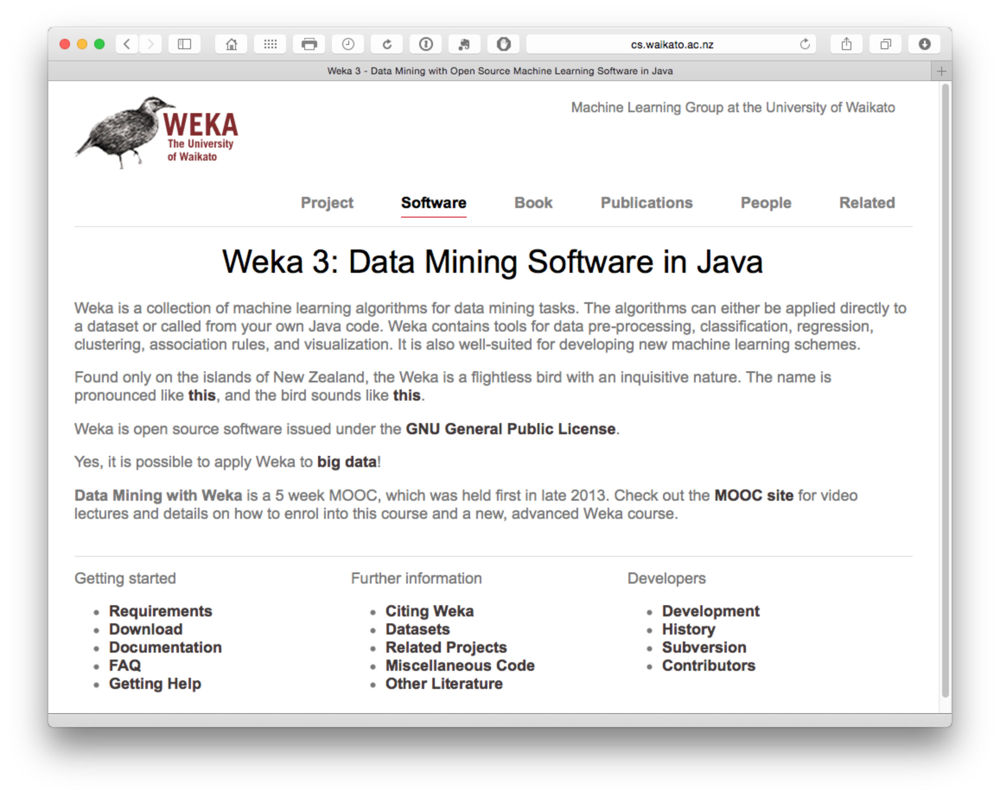 cs.waikato.ac.nz
Weka 3 - Data Mining with Open Source Machine Learning Software in Java
WEKA
The University
of Waikato
Machine Learning Group at the University of Waikato
Project Software Book Publications People Related
Weka 3: Data Mining Software in Java
Weka is a collection of machine learning algorithms for data mining tasks. The algorithms can either be applied directly to
a dataset or called from your own Java code. Weka contains tools for data pre-processing, classification, regression,
clustering, association rules, and visualization. It is also well-suited for developing new machine learning schemes.
Found only on the islands of New Zealand, the Weka is a flightless bird with an inquisitive nature. The name is
pronounced like this, and the bird sounds like this.
Weka is open source software issued under the GNU General Public License.
Yes, it is possible to apply Weka to big data!
Data Mining with Weka is a 5 week MOOC, which was held first in late 2013. Check out the MOOC site for video
lectures and details on how to enrol into this course and a new, advanced Weka course.
Getting started
Requirements
Download
Documentation
FAQ
Getting Help
Further information
Citing Weka
Datasets
Related Projects
Miscellaneous Code
Other Literature
Developers
Development
History
Subversion
Contributors